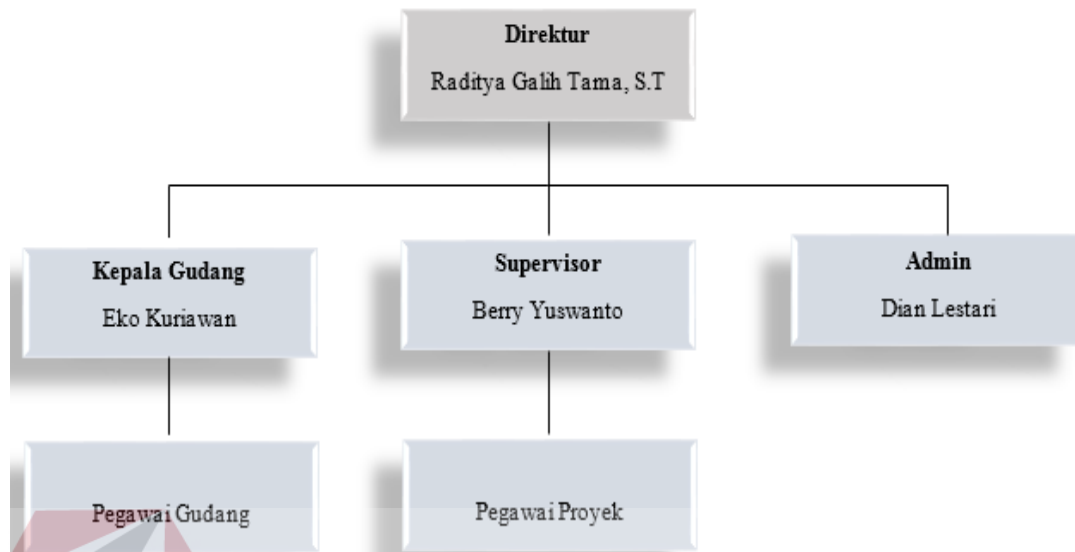 Direktur
Raditya Galih Tama, S.T
Kepala Gudang
Eko Kuriawan
Supervisor
Berry Yuswanto
Admin
Dian Lestari
Pegawai Gudang
Pegawai Proyek